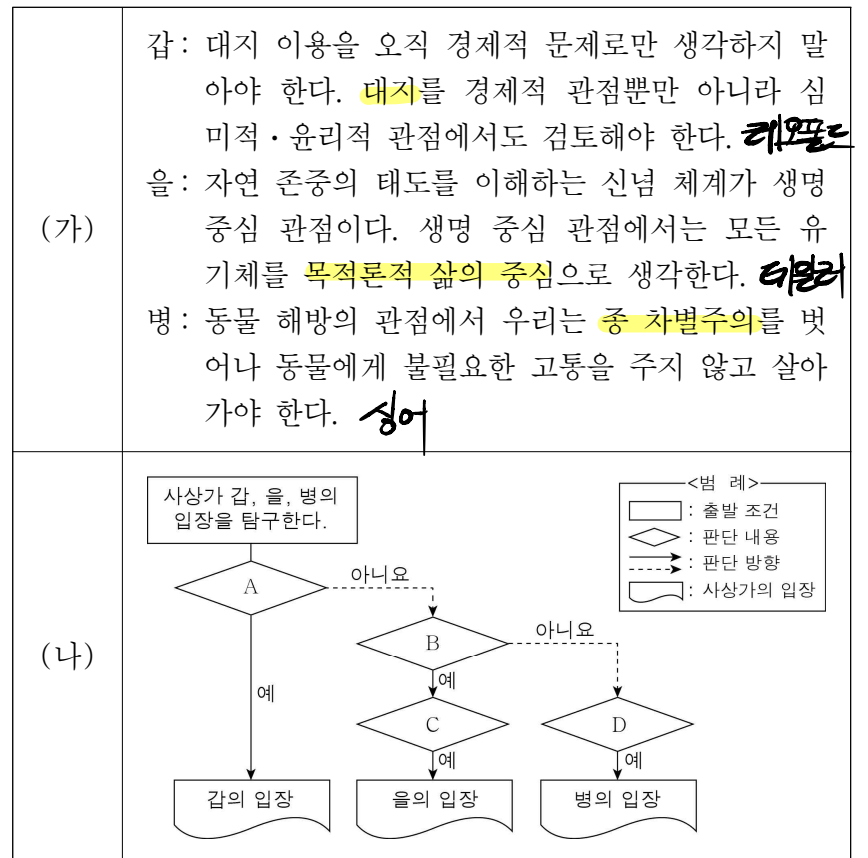 (가)
갑: 대지 이용을 오직 경제적 문제로만 생각하지 말
아야 한다. 대지를 경제적 관점뿐만 아니라 심
미적・윤리적 관점에서도 검토해야 한다. 레오폴드
을: 자연 존중의 태도를 이해하는 신념 체계가 생명
중심 관점이다. 생명 중심 관점에서는 모든 유
기체를 목적론적 삶의 중심으로 생각한다. 테일러
병: 동물 해방의 관점에서 우리는 종 차별주의를 벗
어나 동물에게 불필요한 고통을 주지 않고 살아
가야 한다. 싱어
(나)
사상가 갑, 을, 병의
입장을 탐구한다.
<범 례>
: 출발 조건
: 판단 내용
: 판단 방향
: 사상가의 입장
A
아니요
B
아니요
예
예
C
D
예
예
갑의 입장
을의 입장
병의 입장